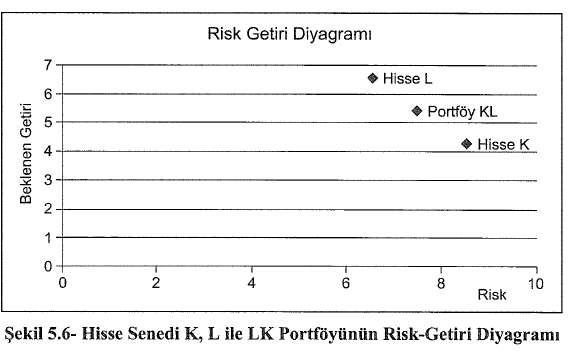 Risk Getiri Diyagramı
Beklenen Getiri
7
6
5
4
3
2
1
0
Hisse L
Portföy KL
Hisse K
0 2 4 6 8 10
Risk
Şekil 5.6- Hisse Senedi K, L ile LK Portföyünün Risk-Getiri Diyagramı